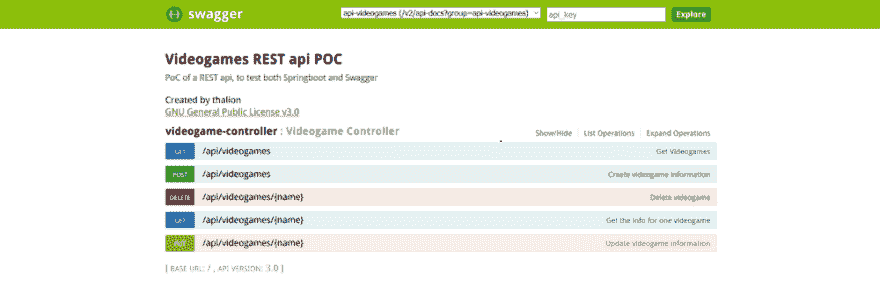 swagger
api-videogames (/v2/api-docs?group=api-videogames)
api_key
Explore
Videogames REST api POC
PoC of a REST api, to test both Springboot and Swagger
Created by thalion
GNU General Public License v3.0
videogame-controller : Videogame Controller
Show/Hide
List Operations
Expand Operations
GET /api/videogames Get Videogames
POST /api/videogames Create videogame information
DELETE /api/videogames/{name} Delete videogame
GET /api/videogames/{name} Get the info for one videogame
/api/videogames/{name} Update videogame information
[ BASE URL: / , API VERSION: 3.0 ]